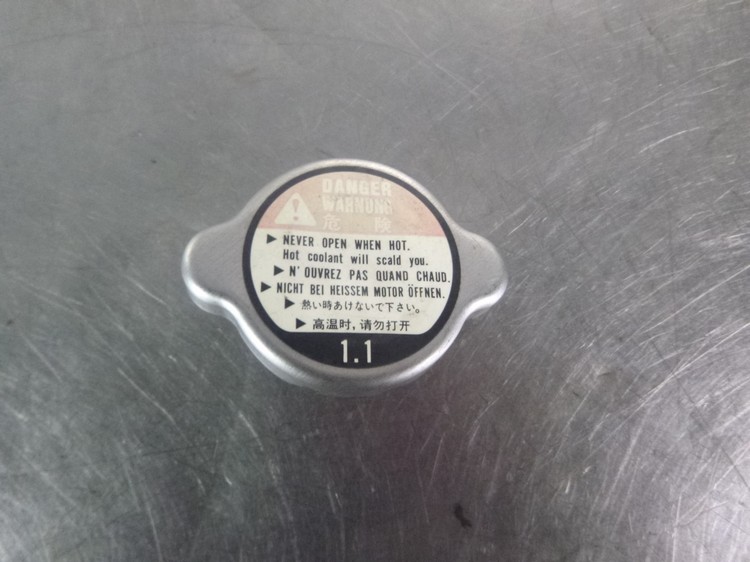 DANGER
WARNUNG
危 険
▶ NEVER OPEN WHEN HOT.
Hot coolant will scald you.
▶ N'OUVREZ PAS QUAND CHAUD.
▶ NICHT BEI HEISSEM MOTOR ÖFFNEN.
▶ 熱い時あけないで下さい。
▶ 高温时,请勿打开
1.1